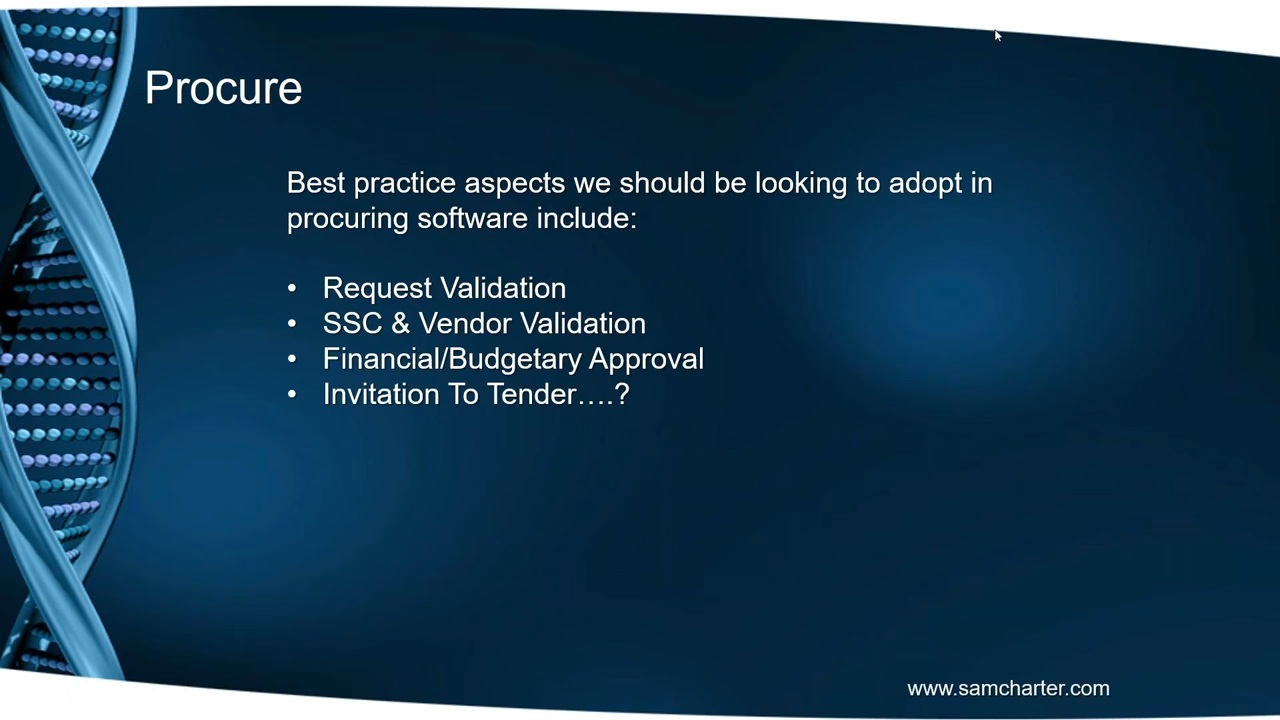 Procure
Best practice aspects we should be looking to adopt in
procuring software include:
• Request Validation
• SSC & Vendor Validation
• Financial/Budgetary Approval
• Invitation To Tender….?
www.samcharter.com